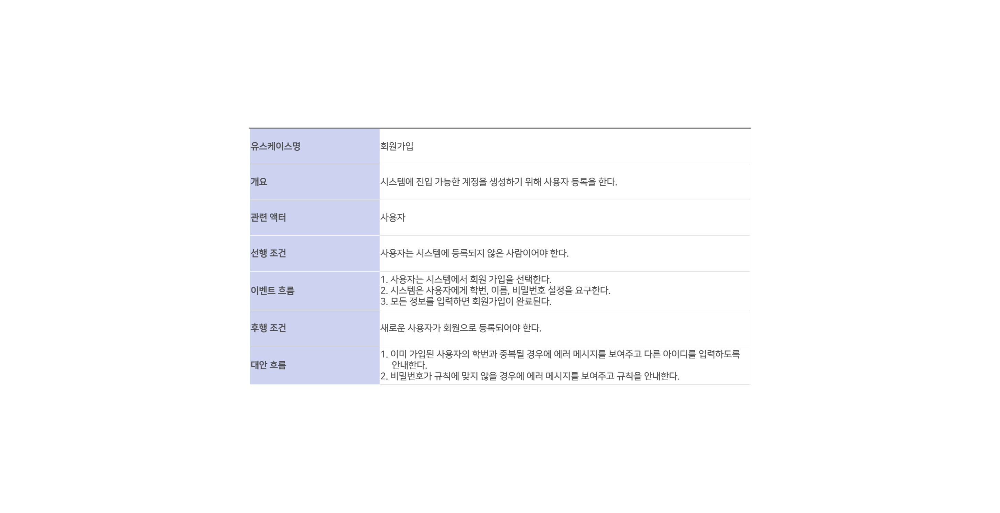 유스케이스명
회원가입
개요
시스템에 진입 가능한 계정을 생성하기 위해 사용자 등록을 한다.
관련 액터
사용자
선행 조건
사용자는 시스템에 등록되지 않은 사람이어야 한다.
이벤트 흐름
1. 사용자는 시스템에서 회원 가입을 선택한다.
2. 시스템은 사용자에게 학번, 이름, 비밀번호 설정을 요구한다.
3. 모든 정보를 입력하면 회원가입이 완료된다.
후행 조건
새로운 사용자가 회원으로 등록되어야 한다.
대안 흐름
1. 이미 가입된 사용자의 학번과 중복될 경우에 에러 메시지를 보여주고 다른 아이디를 입력하도록
안내한다.
2. 비밀번호가 규칙에 맞지 않을 경우에 에러 메시지를 보여주고 규칙을 안내한다.